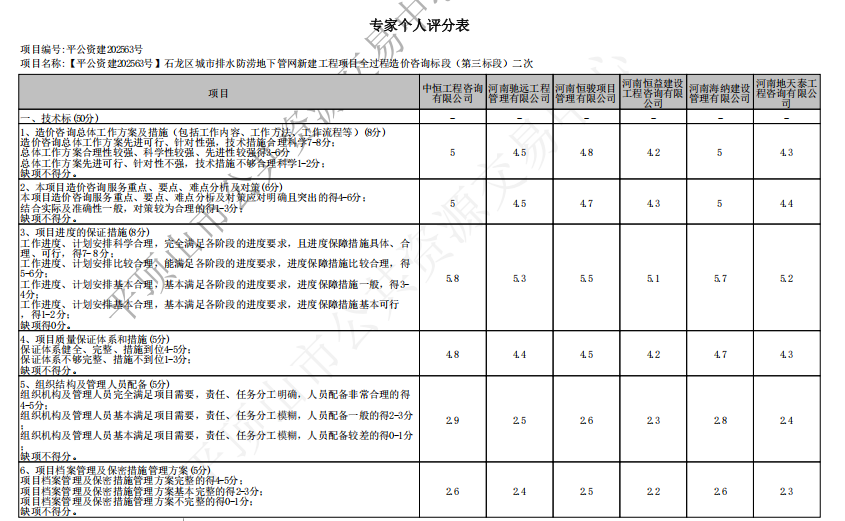 专家个人评分表
项目编号:平公资建202563号
项目名称:【平公资建202563号】石龙区城市排水防涝地下管网新建工程项目全过程造价咨询标段（第三标段）二次
项目
中恒工程咨询有限公司
河南驰远工程管理有限公司
河南恒骏项目管理有限公司
河南恒益建设工程咨询有限公司
河南海纳建设管理有限公司
河南地天泰工程咨询有限公司
一、技术标(50分) - - - - - -
1、造价咨询总体工作方案及措施（包括工作内容、工作方法、工作流程等）(8分)
造价咨询总体工作方案先进可行、针对性强，技术措施合理科学7-8分；
总体工作方案合理性较强、科学性较强、先进性较强得3-6分
总体工作方案先进可行、针对性不强，技术措施不够合理科学1-2分；
缺项不得分。
5 4.5 4.8 4.2 5 4.3
2、本项目造价咨询服务重点、要点、难点分析及对策(6分)
本项目造价咨询服务重点、要点、难点分析及对策应对明确且突出的得4-6分；
结合实际及准确性一般，对策较为合理的得1-3分；
缺项不得分。
5 4.5 4.7 4.3 5 4.4
3、项目进度的保证措施(8分)
工作进度、计划安排科学合理，完全满足各阶段的进度要求，且进度保障措施具体、合
理、可行，得7-8分；
工作进度、计划安排比较合理，能满足各阶段的进度要求，进度保障措施比较合理，得
5-6分；
工作进度、计划安排基本合理，基本满足各阶段的进度要求，进度保障措施一般，得3-
4分；
工作进度、计划安排基本合理，基本满足各阶段的进度要求，进度保障措施基本可行
，得1-2分；
缺项得0分。
5.8 5.3 5.5 5.1 5.7 5.2
4、项目质量保证体系和措施(5分)
保证体系健全、完整、措施到位4-5分；
保证体系不够完整、措施不到位1-3分；
缺项不得分。
4.8 4.4 4.5 4.2 4.7 4.3
5、组织结构及管理人员配备(5分)
组织机构及管理人员完全满足项目需要，责任、任务分工明确，人员配备非常合理的得
4-5分；
组织机构及管理人员基本满足项目需要，责任、任务分工模糊，人员配备一般的得2-3分
；
组织机构及管理人员基本满足项目需要，责任、任务分工模糊，人员配备较差的得0-1分
；
缺项不得分。
2.9 2.5 2.6 2.3 2.8 2.4
6、项目档案管理及保密措施管理方案(5分)
项目档案管理及保密措施管理方案完整的得4-5分；
项目档案管理及保密措施管理方案基本完整的得2-3分；
项目档案管理及保密措施管理方案不完整的得0-1分；
缺项不得分。
2.6 2.4 2.5 2.2 2.6 2.3
平顶山市公共资源交易中心
平顶山市公共资源交易中心